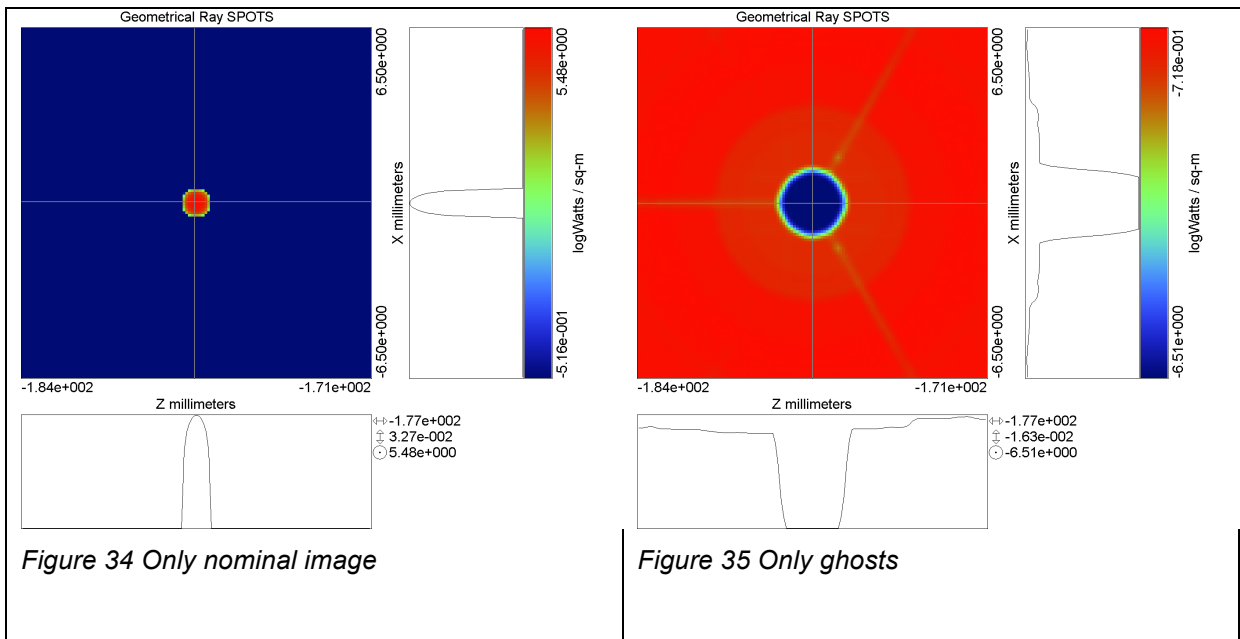 Geometrical Ray SPOTS
6.50e+000
X millimeters
-6.50e+000
-1.84e+002
-1.71e+002
Z millimeters
5.48e+000
logWatts / sq-m
-5.16e-001
-1.77e+002
3.27e-002
5.48e+000
Figure 34 Only nominal image
Geometrical Ray SPOTS
6.50e+000
X millimeters
-6.50e+000
-1.84e+002
-1.71e+002
Z millimeters
-7.18e-001
logWatts / sq-m
-6.51e+000
-1.77e+002
-1.63e-002
-6.51e+000
Figure 35 Only ghosts